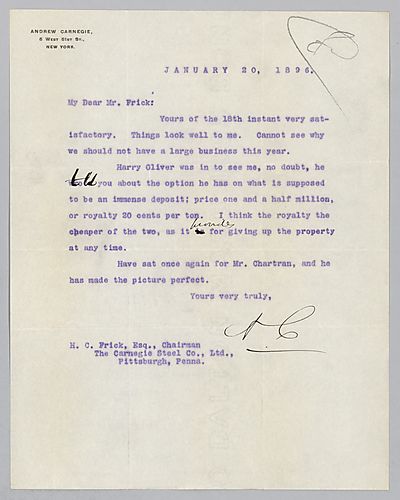 ANDREW CARNEGIE,
5 WEST 51ST ST.,
NEW YORK.
JANUARY 20, 1896.
My Dear Mr. Frick:
Yours of the 18th instant very sat-
isfactory. Things look well to me. Cannot see why
we should not have a large business this year.
Harry Oliver was in to see me, no doubt, he
told you about the option he has on what is supposed
to be an immense deposit; price one and a half million,
or royalty 20 cents per ton. I think the royalty the
cheaper of the two, as it provides for giving up the property
at any time.
Have sat once again for Mr. Chartran, and he
has made the picture perfect.
Yours very truly,
A C
H. C. Frick, Esq., Chairman
The Carnegie Steel Co., Ltd.,
Pittsburgh, Penna.